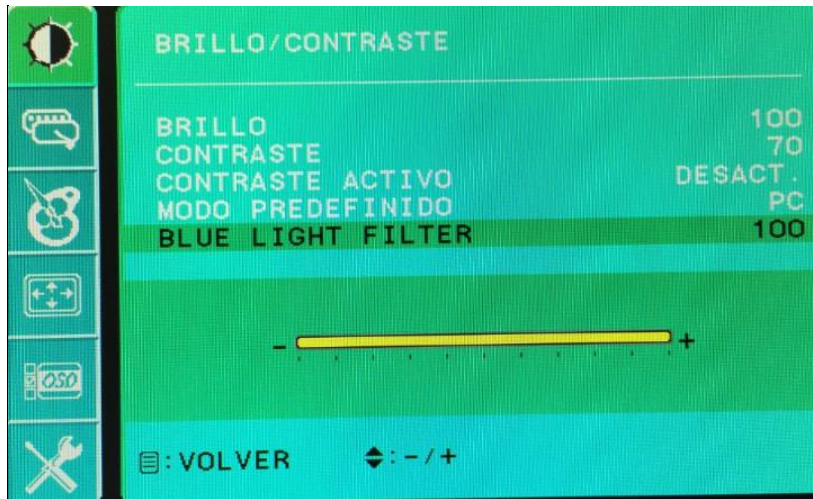 BRILLO/CONTRASTE
BRILLO 100
CONTRASTE 70
CONTRASTE ACTIVO DESACT.
MODO PREDEFINIDO PC
BLUE LIGHT FILTER 100
- +
OSD
:VOLVER :-/+